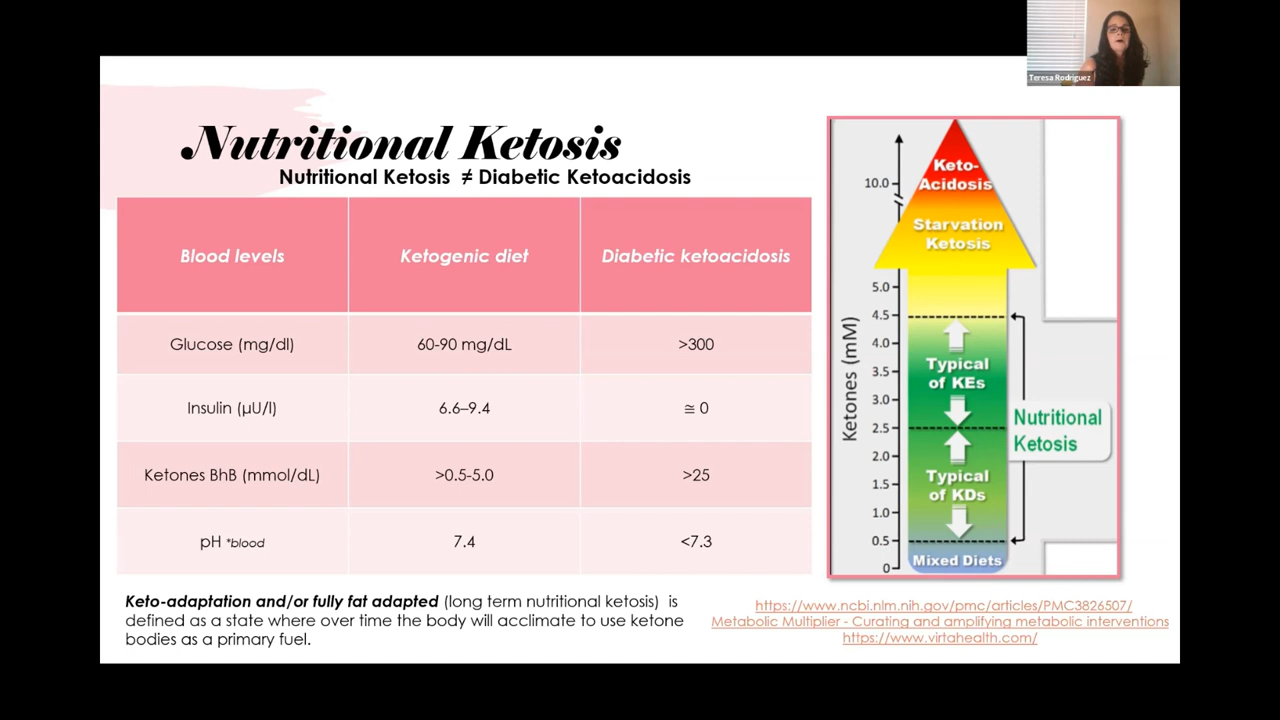 Teresa Rodriguez
Nutritional Ketosis
Nutritional Ketosis ≠ Diabetic Ketoacidosis
Blood levels
Ketogenic diet
Diabetic ketoacidosis
Glucose (mg/dl)
60-90 mg/dL
>300
Insulin (µU/l)
6.6–9.4
≅ 0
Ketones BhB (mmol/dL)
>0.5-5.0
>25
pH *blood
7.4
<7.3
Keto-adaptation and/or fully fat adapted (long term nutritional ketosis) is
defined as a state where over time the body will acclimate to use ketone
bodies as a primary fuel.
Ketones (mM)
10.0
5.0
4.5
4.0
3.5
3.0
2.5
2.0
1.5
1.0
0.5
0
Keto-
Acidosis
Starvation
Ketosis
Typical
of KEs
Typical
of KDs
Mixed Diets
Nutritional
Ketosis
https://www.ncbi.nlm.nih.gov/pmc/articles/PMC3826507/
Metabolic Multiplier - Curating and amplifying metabolic interventions
https://www.virtahealth.com/